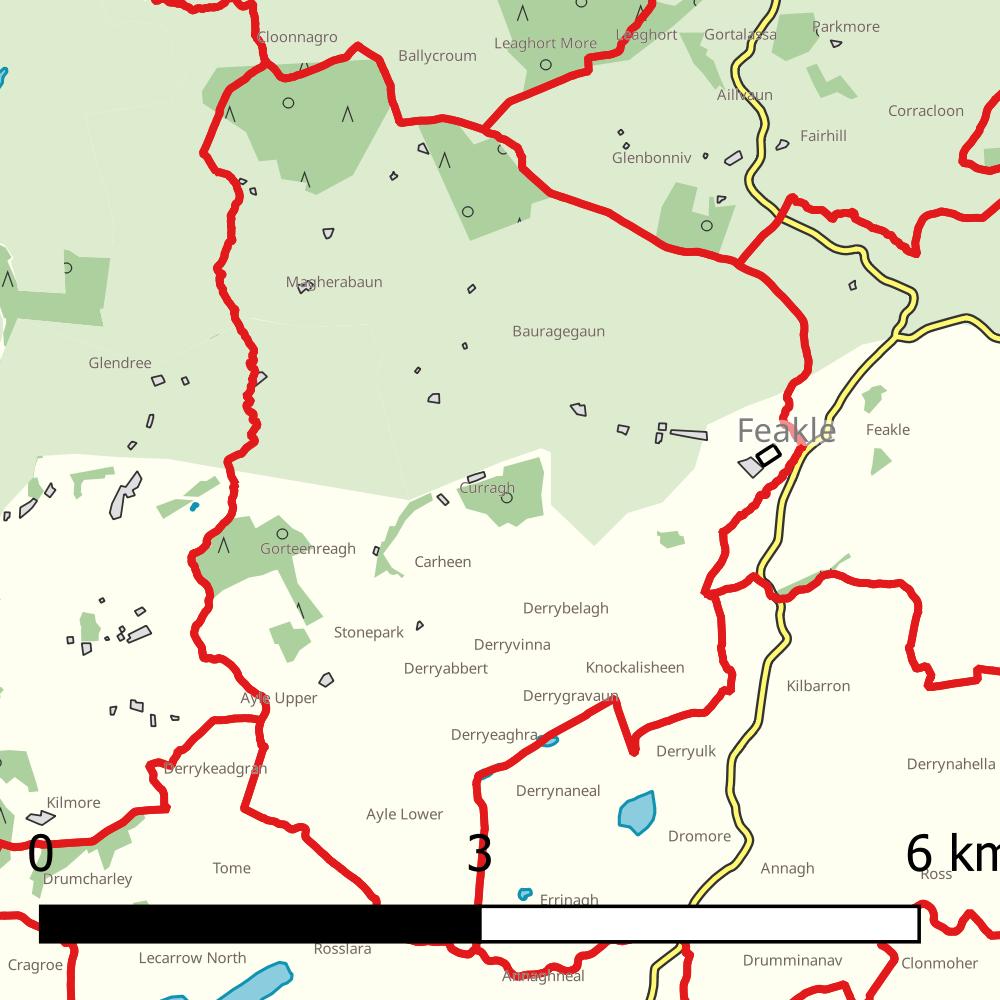 Cloonnagro
Ballycroum
Leaghort More
Leaghort
Gortalassa
Parkmore
Aillvaun
Corracloon
Fairhill
Glenbonniv
Magherabaun
Bauragegaun
Glendree
Feakle
Feakle
Curragh
Gorteenreagh
Carheen
Derrybelagh
Stonepark
Derryvinna
Derryabbert
Knockalisheen
Kilbarron
Ayle Upper
Derrygravaun
Derryeaghra
Derryulk
Derrynahella
Derrykeadgran
Derrynaneal
Kilmore
Ayle Lower
Dromore
0
3
6 km
Tome
Annagh
Ross
Drumcharley
Errinagh
Rosslara
Lecarrow North
Cragroe
Annaghneal
Drumminanav
Clonmoher